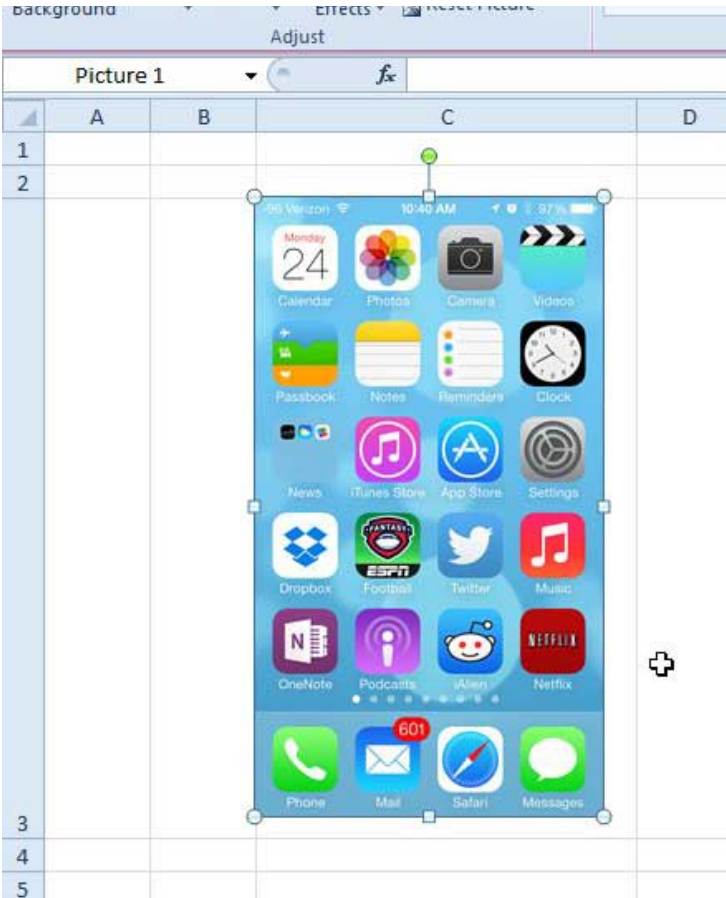 Background Effects Reset Picture
Adjust
Picture 1 fx
A B C D
1
2
Verizon 10:40 AM 97%
Monday
24
Calendar Photos Camera Videos
Passbook Notes Reminders Clock
News iTunes Store App Store Settings
FANTASY
ESPN
Dropbox Football Twitter Music
N NETFLIX
OneNote Podcasts iAlien Netflix
601
Phone Mail Safari Messages
3
4
5